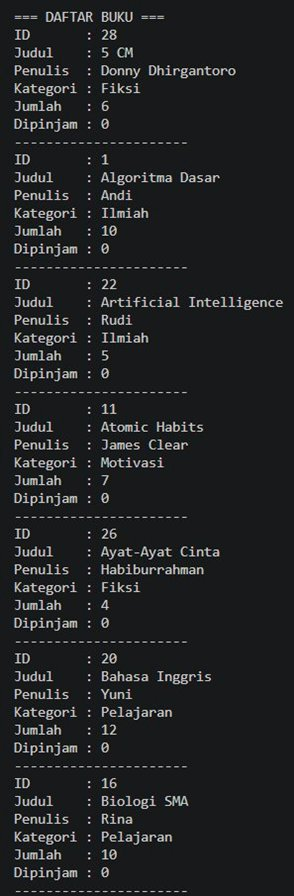 === DAFTAR BUKU ===
ID       : 28
Judul    : 5 CM
Penulis  : Donny Dhirgantoro
Kategori : Fiksi
Jumlah   : 6
Dipinjam : 0
----------------------
ID       : 1
Judul    : Algoritma Dasar
Penulis  : Andi
Kategori : Ilmiah
Jumlah   : 10
Dipinjam : 0
----------------------
ID       : 22
Judul    : Artificial Intelligence
Penulis  : Rudi
Kategori : Ilmiah
Jumlah   : 5
Dipinjam : 0
----------------------
ID       : 11
Judul    : Atomic Habits
Penulis  : James Clear
Kategori : Motivasi
Jumlah   : 7
Dipinjam : 0
----------------------
ID       : 26
Judul    : Ayat-Ayat Cinta
Penulis  : Habiburrahman
Kategori : Fiksi
Jumlah   : 4
Dipinjam : 0
----------------------
ID       : 20
Judul    : Bahasa Inggris
Penulis  : Yuni
Kategori : Pelajaran
Jumlah   : 12
Dipinjam : 0
----------------------
ID       : 16
Judul    : Biologi SMA
Penulis  : Rina
Kategori : Pelajaran
Jumlah   : 10
Dipinjam : 0
----------------------